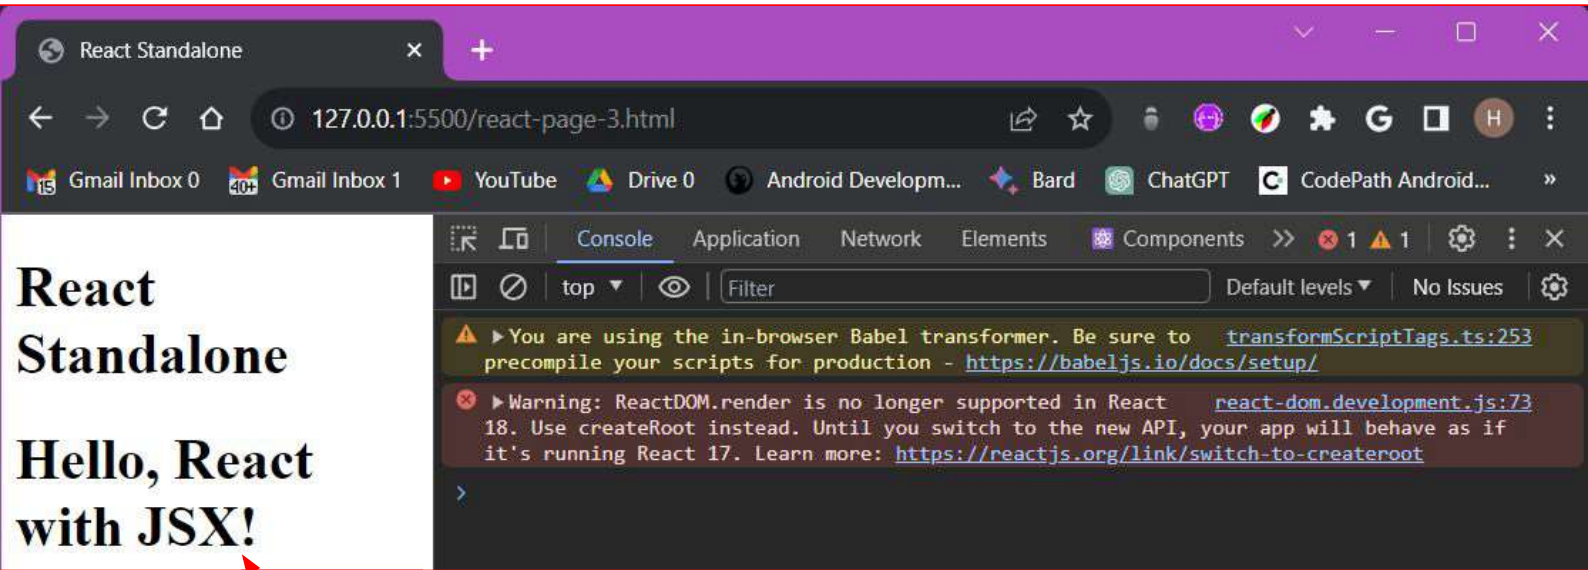 React Standalone
127.0.0.1:5500/react-page-3.html
H
15 Gmail Inbox 0 40+ Gmail Inbox 1 YouTube Drive 0 Android Developm... Bard ChatGPT C CodePath Android... »
Console Application Network Elements Components 1 1
top Filter Default levels No Issues
You are using the in-browser Babel transformer. Be sure to transformScriptTags.ts:253
precompile your scripts for production - https://babeljs.io/docs/setup/
Warning: ReactDOM.render is no longer supported in React react-dom.development.js:73
18. Use createRoot instead. Until you switch to the new API, your app will behave as if
it's running React 17. Learn more: https://reactjs.org/link/switch-to-createroot
React
Standalone
Hello, React
with JSX!